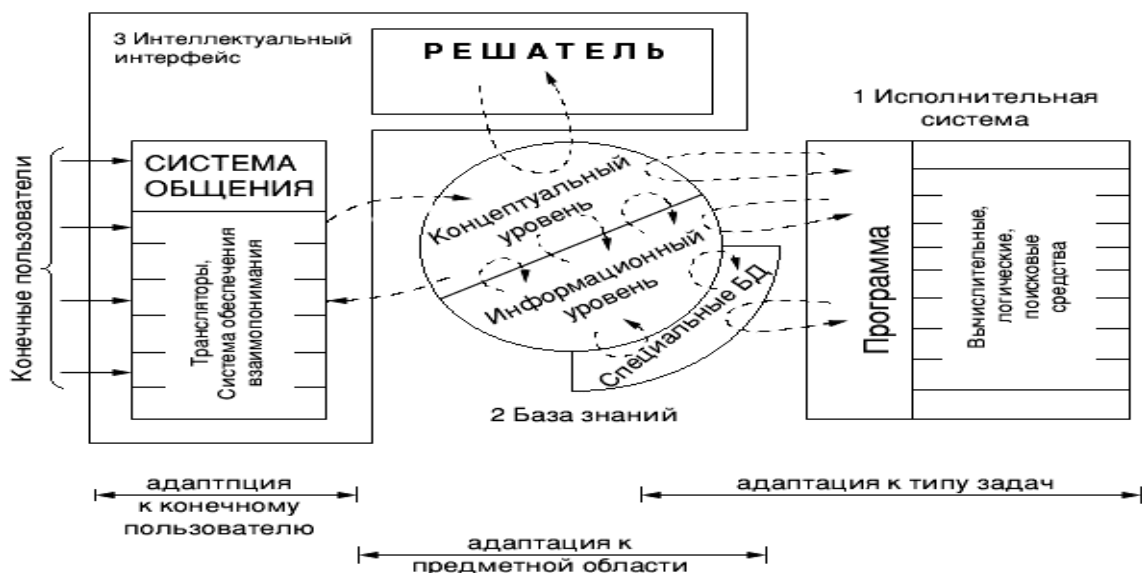 3 Интеллектуальный
интерфейс
РЕШАТЕЛЬ
1 Исполнительная
система
Конечные пользователи
СИСТЕМА
ОБЩЕНИЯ
Трансляторы,
Система обеспечения
взаимопонимания
Концептуальный
уровень
Информационный
уровень
Специальные БД
2 База знаний
Программа
Вычислительные,
логические,
поисковые
средства
адаптпция
к конечному
пользователю
адаптация к типу задач
адаптация к
предметной области